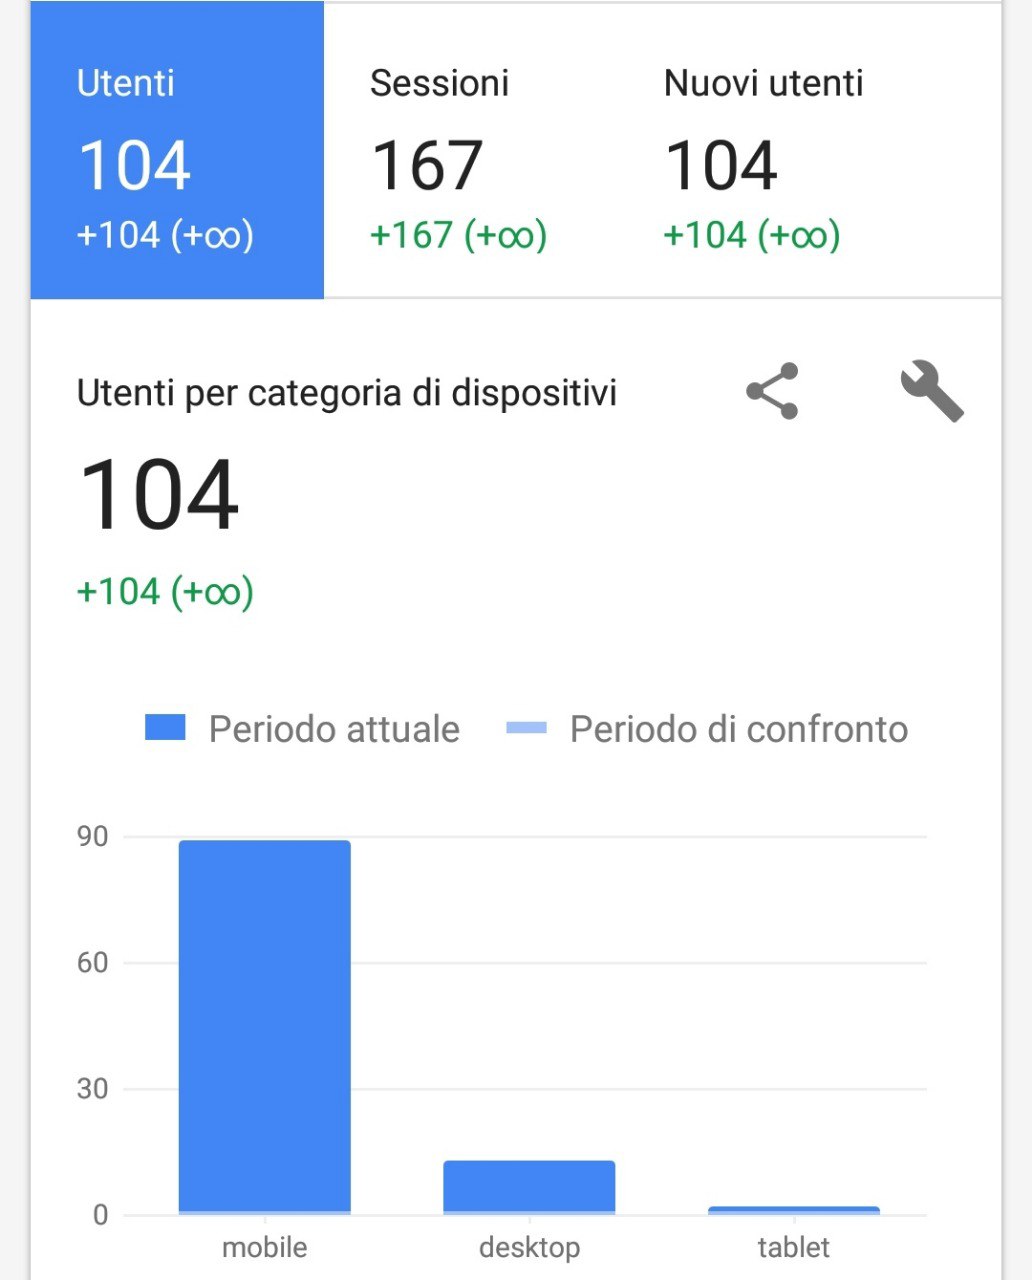 Utenti
104
+104 (+∞)
Sessioni
167
+167 (+∞)
Nuovi utenti
104
+104 (+∞)
Utenti per categoria di dispositivi
104
+104 (+∞)
Periodo attuale
Periodo di confronto
90
60
30
0
mobile
desktop
tablet